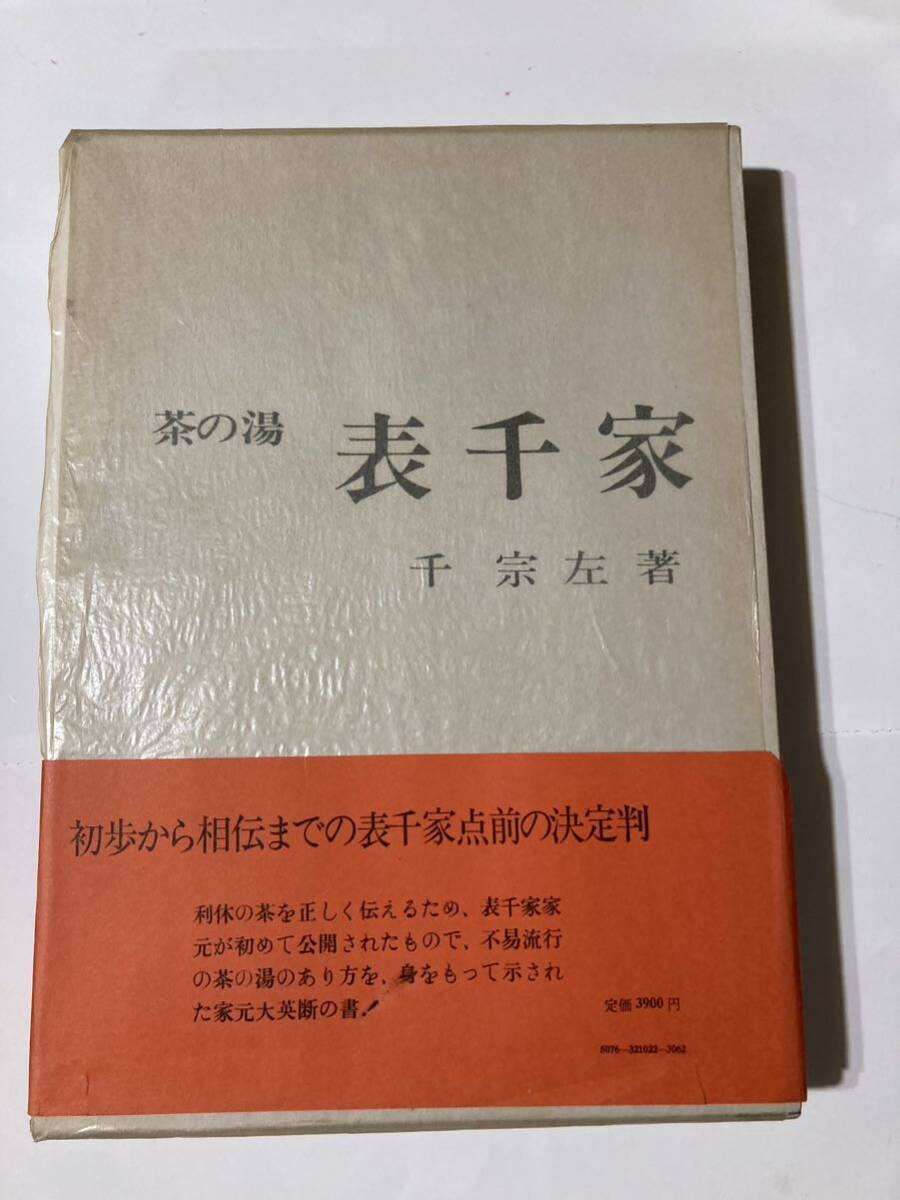 茶の湯 表千家
千宗左著
初歩から相伝までの表千家点前の決定判
利休の茶を正しく伝えるため、表千家家
元が初めて公開されたもので、不易流行
の茶の湯のあり方を、身をもって示され
た家元大英断の書!
定価 3900 円
5076—321022—3062